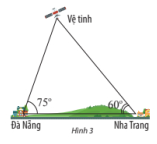 Vệ tinh
75°
60°
Đà Nẵng
Nha Trang
Hình 3